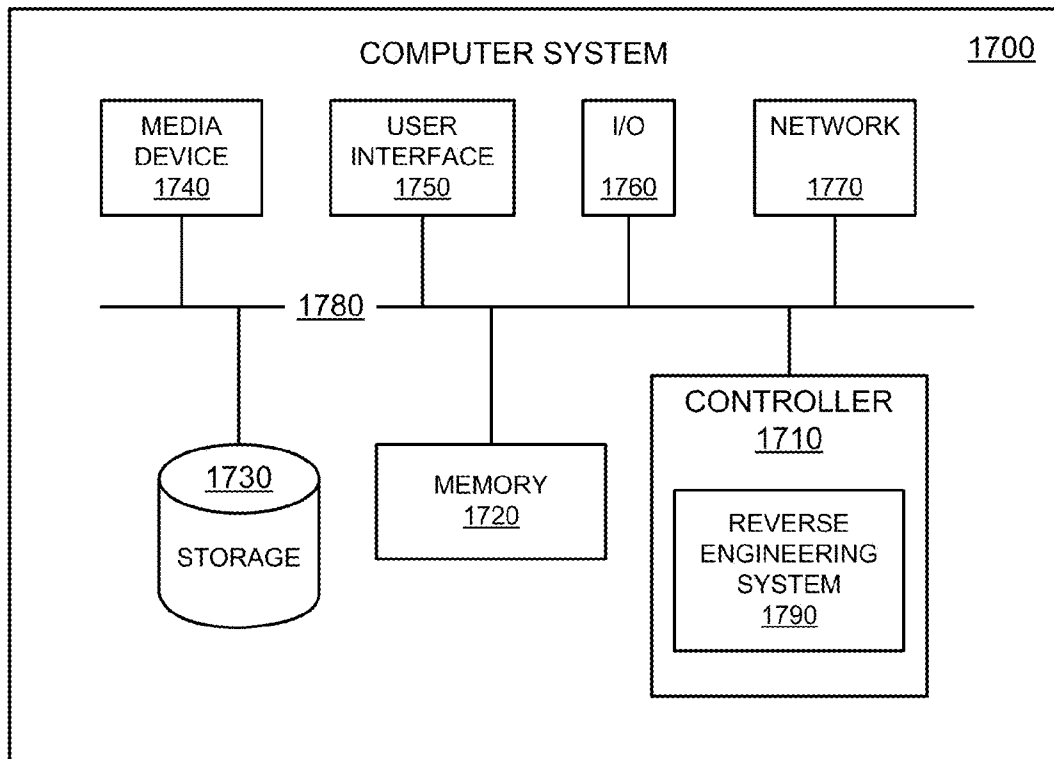 COMPUTER SYSTEM
1700
MEDIA
DEVICE
1740
USER
INTERFACE
1750
I/O
1760
NETWORK
1770
1780
1730
STORAGE
MEMORY
1720
CONTROLLER
1710
REVERSE
ENGINEERING
SYSTEM
1790